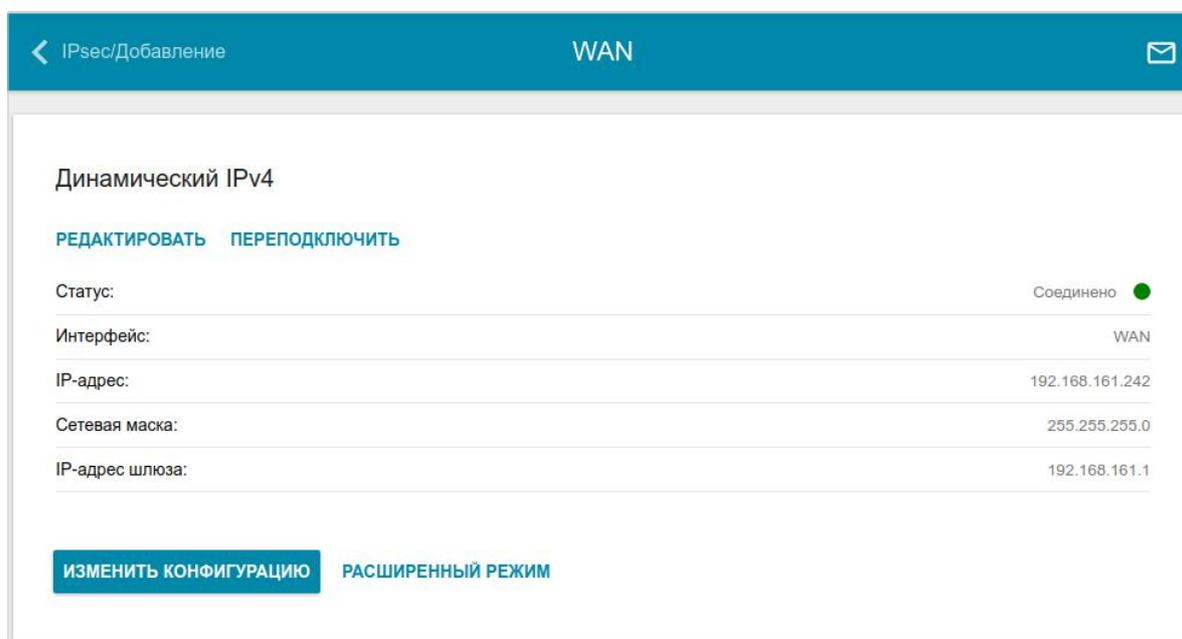 IPsec/Добавление
WAN
Динамический IPv4
РЕДАКТИРОВАТЬ ПЕРЕПОДКЛЮЧИТЬ
Статус: Соединено
Интерфейс: WAN
IP-адрес: 192.168.161.242
Сетевая маска: 255.255.255.0
IP-адрес шлюза: 192.168.161.1
ИЗМЕНИТЬ КОНФИГУРАЦИЮ РАСШИРЕННЫЙ РЕЖИМ